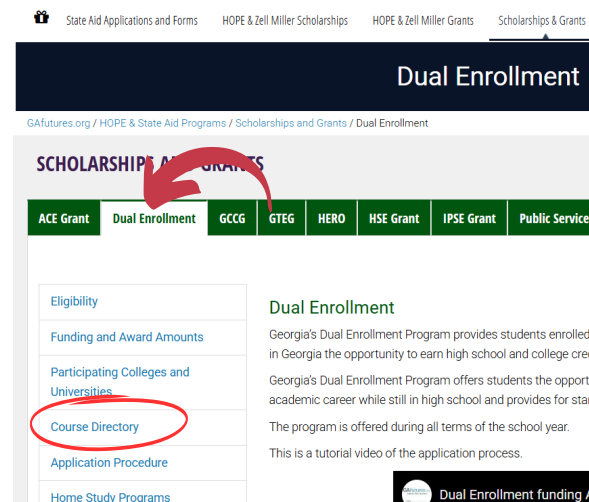 State Aid Applications and Forms HOPE & Zell Miller Scholarships HOPE & Zell Miller Grants Scholarships & Grants
Dual Enrollment
GAfutures.org / HOPE & State Aid Programs / Scholarships and Grants / Dual Enrollment
SCHOLARSHIPS AND GRANTS
ACE Grant Dual Enrollment GCCG GTEG HERO HSE Grant IPSE Grant Public Service
Eligibility
Funding and Award Amounts
Participating Colleges and
Universities
Course Directory
Application Procedure
Home Study Programs
Dual Enrollment
Georgia's Dual Enrollment Program provides students enrolled
in Georgia the opportunity to earn high school and college cre
Georgia's Dual Enrollment Program offers students the opport
academic career while still in high school and provides for sta
The program is offered during all terms of the school year.
This is a tutorial video of the application process.
Dual Enrollment funding